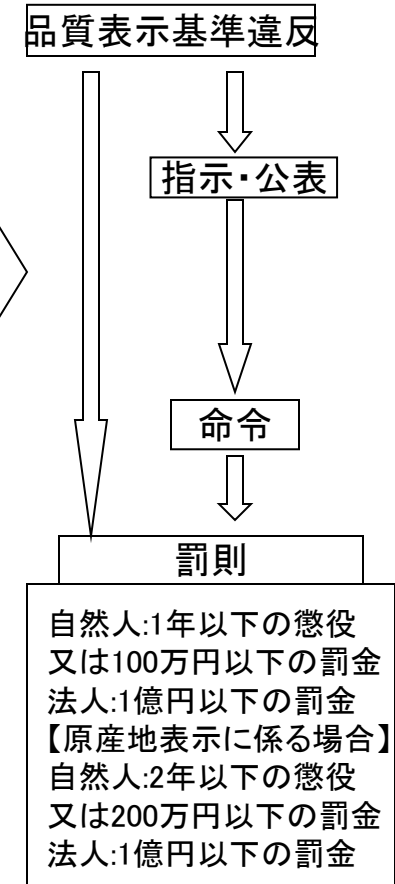 品質表示基準違反
指示・公表
命令
罰則
自然人:1年以下の懲役
又は100万円以下の罰金
法人:1億円以下の罰金
【原産地表示に係る場合】
自然人:2年以下の懲役
又は200万円以下の罰金
法人:1億円以下の罰金